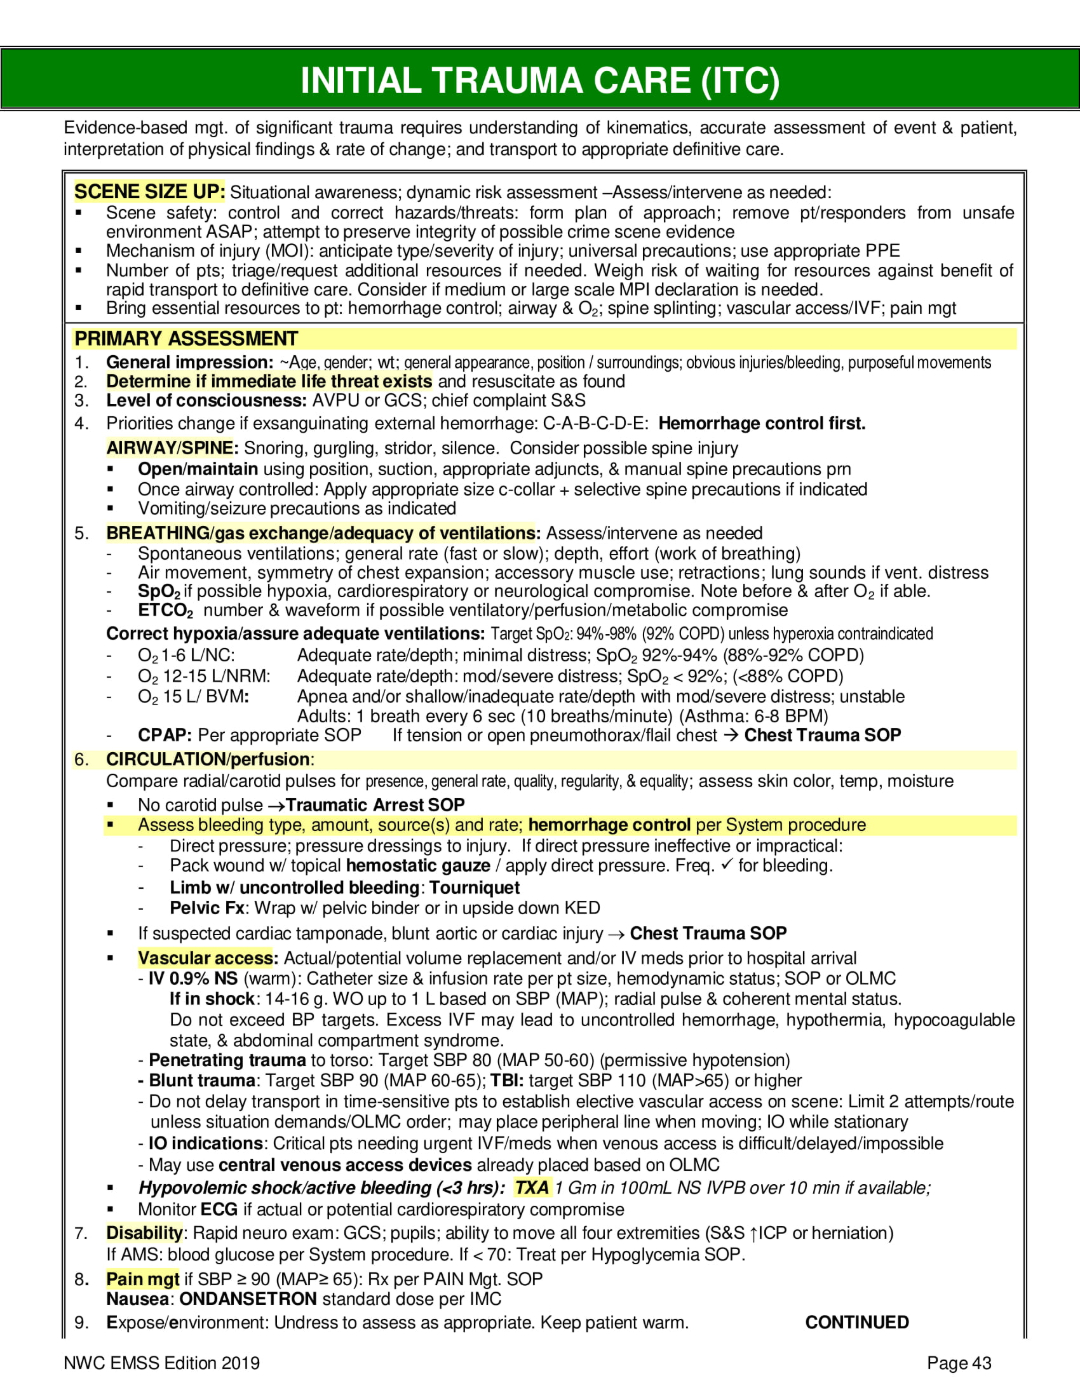 INITIAL TRAUMA CARE (ITC)
Evidence-based mgt. of significant trauma requires understanding of kinematics, accurate assessment of event & patient,
interpretation of physical findings & rate of change; and transport to appropriate definitive care.
SCENE SIZE UP: Situational awareness; dynamic risk assessment –Assess/intervene as needed:
▪ Scene safety: control and correct hazards/threats: form plan of approach; remove pt/responders from unsafe
environment ASAP; attempt to preserve integrity of possible crime scene evidence
▪ Mechanism of injury (MOI): anticipate type/severity of injury; universal precautions; use appropriate PPE
▪ Number of pts; triage/request additional resources if needed. Weigh risk of waiting for resources against benefit of
rapid transport to definitive care. Consider if medium or large scale MPI declaration is needed.
▪ Bring essential resources to pt: hemorrhage control; airway & O2; spine splinting; vascular access/IVF; pain mgt
PRIMARY ASSESSMENT
1. General impression: ~Age, gender; wt; general appearance, position / surroundings; obvious injuries/bleeding, purposeful movements
2. Determine if immediate life threat exists and resuscitate as found
3. Level of consciousness: AVPU or GCS; chief complaint S&S
4. Priorities change if exsanguinating external hemorrhage: C-A-B-C-D-E: Hemorrhage control first.
AIRWAY/SPINE: Snoring, gurgling, stridor, silence. Consider possible spine injury
▪ Open/maintain using position, suction, appropriate adjuncts, & manual spine precautions prn
▪ Once airway controlled: Apply appropriate size c-collar + selective spine precautions if indicated
▪ Vomiting/seizure precautions as indicated
5. BREATHING/gas exchange/adequacy of ventilations: Assess/intervene as needed
- Spontaneous ventilations; general rate (fast or slow); depth, effort (work of breathing)
- Air movement, symmetry of chest expansion; accessory muscle use; retractions; lung sounds if vent. distress
- SpO2 if possible hypoxia, cardiorespiratory or neurological compromise. Note before & after O2 if able.
- ETCO2 number & waveform if possible ventilatory/perfusion/metabolic compromise
Correct hypoxia/assure adequate ventilations: Target SpO2: 94%-98% (92% COPD) unless hyperoxia contraindicated
- O2 1-6 L/NC: Adequate rate/depth; minimal distress; SpO2 92%-94% (88%-92% COPD)
- O2 12-15 L/NRM: Adequate rate/depth: mod/severe distress; SpO2 < 92%; (<88% COPD)
- O2 15 L/ BVM: Apnea and/or shallow/inadequate rate/depth with mod/severe distress; unstable
Adults: 1 breath every 6 sec (10 breaths/minute) (Asthma: 6-8 BPM)
- CPAP: Per appropriate SOP If tension or open pneumothorax/flail chest → Chest Trauma SOP
6. CIRCULATION/perfusion:
Compare radial/carotid pulses for presence, general rate, quality, regularity, & equality; assess skin color, temp, moisture
▪ No carotid pulse →Traumatic Arrest SOP
▪ Assess bleeding type, amount, source(s) and rate; hemorrhage control per System procedure
- Direct pressure; pressure dressings to injury. If direct pressure ineffective or impractical:
- Pack wound w/ topical hemostatic gauze / apply direct pressure. Freq. ✓ for bleeding.
- Limb w/ uncontrolled bleeding: Tourniquet
- Pelvic Fx: Wrap w/ pelvic binder or in upside down KED
▪ If suspected cardiac tamponade, blunt aortic or cardiac injury → Chest Trauma SOP
▪ Vascular access: Actual/potential volume replacement and/or IV meds prior to hospital arrival
- IV 0.9% NS (warm): Catheter size & infusion rate per pt size, hemodynamic status; SOP or OLMC
If in shock: 14-16 g. WO up to 1 L based on SBP (MAP); radial pulse & coherent mental status.
Do not exceed BP targets. Excess IVF may lead to uncontrolled hemorrhage, hypothermia, hypocoagulable
state, & abdominal compartment syndrome.
- Penetrating trauma to torso: Target SBP 80 (MAP 50-60) (permissive hypotension)
- Blunt trauma: Target SBP 90 (MAP 60-65); TBI: target SBP 110 (MAP>65) or higher
- Do not delay transport in time-sensitive pts to establish elective vascular access on scene: Limit 2 attempts/route
unless situation demands/OLMC order; may place peripheral line when moving; IO while stationary
- IO indications: Critical pts needing urgent IVF/meds when venous access is difficult/delayed/impossible
- May use central venous access devices already placed based on OLMC
▪ Hypovolemic shock/active bleeding (<3 hrs): TXA 1 Gm in 100mL NS IVPB over 10 min if available;
▪ Monitor ECG if actual or potential cardiorespiratory compromise
7. Disability: Rapid neuro exam: GCS; pupils; ability to move all four extremities (S&S ↑ICP or herniation)
If AMS: blood glucose per System procedure. If < 70: Treat per Hypoglycemia SOP.
8. Pain mgt if SBP ≥ 90 (MAP≥ 65): Rx per PAIN Mgt. SOP
Nausea: ONDANSETRON standard dose per IMC
9. Expose/environment: Undress to assess as appropriate. Keep patient warm. CONTINUED
NWC EMSS Edition 2019 Page 43